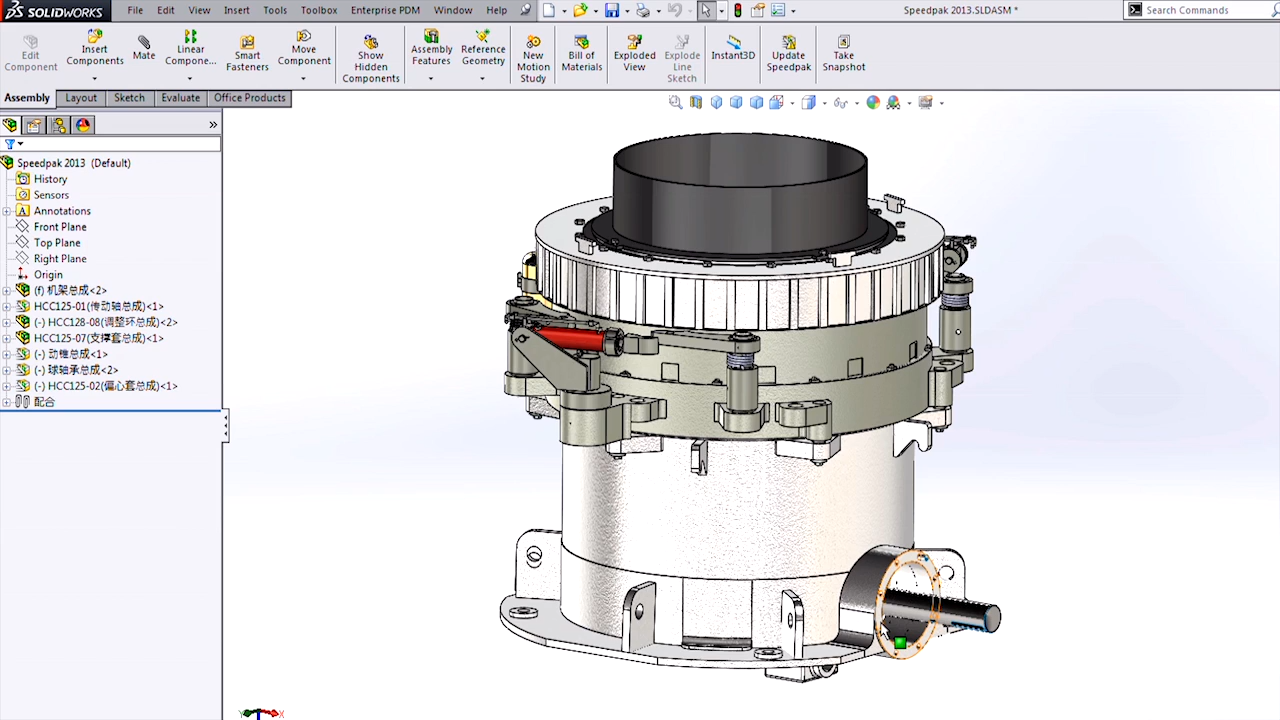 SOLIDWORKS File Edit View Insert Tools Toolbox Enterprise PDM Window Help Speedpak 2013.SLDASM * Search Commands
Edit Component
Insert Components
Mate
Linear Compone...
Smart Fasteners
Move Component
Show Hidden Components
Assembly Features
Reference Geometry
New Motion Study
Bill of Materials
Exploded View
Explode Line Sketch
Instant3D
Update Speedpak
Take Snapshot
Assembly Layout Sketch Evaluate Office Products
Speedpak 2013 (Default)
History
Sensors
Annotations
Front Plane
Top Plane
Right Plane
Origin
(f) 机架总成<2>
HCC125-01(传动轴总成)<1>
(-) HCC128-08(调整环总成)<2>
HCC125-07(支撑套总成)<1>
(-) 动锥总成<1>
(-) 球轴承总成<2>
(-) HCC125-02(偏心套总成)<1>
配合